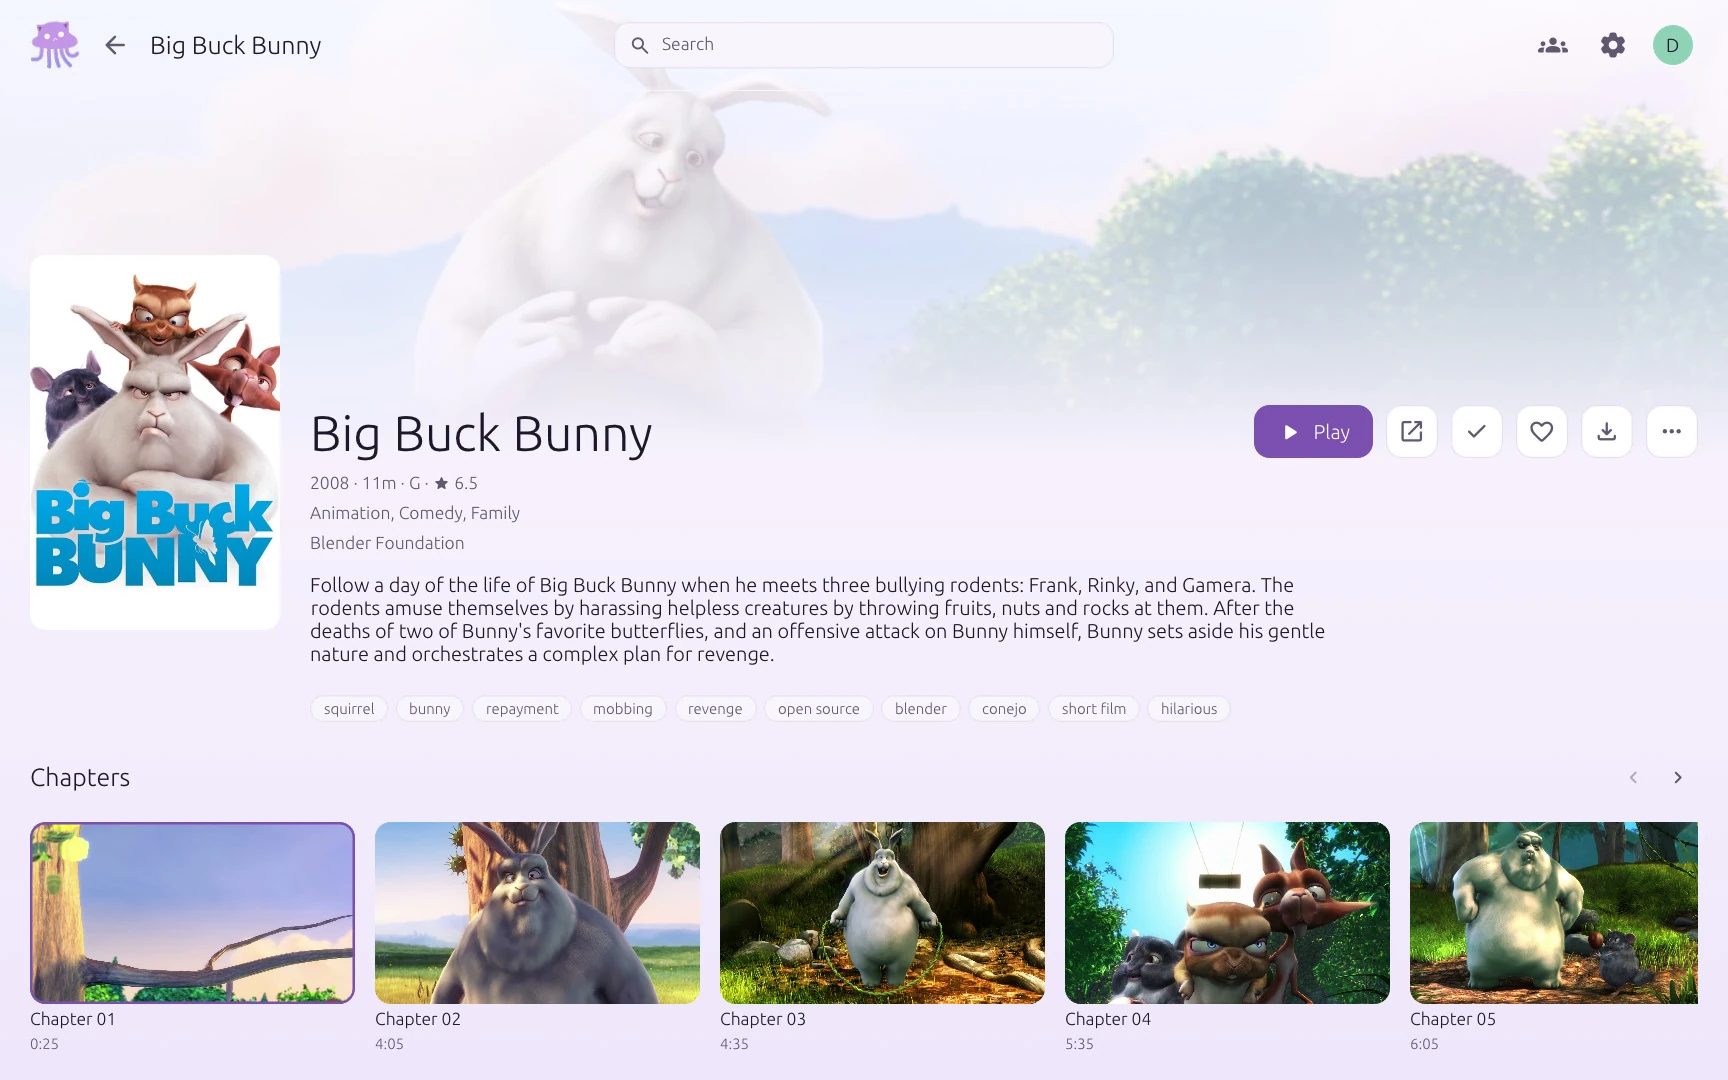 Big Buck Bunny
Search
D
Big Buck
BUNNY
Big Buck Bunny
Play
2008 · 11m · G · ★ 6.5
Animation, Comedy, Family
Blender Foundation
Follow a day of the life of Big Buck Bunny when he meets three bullying rodents: Frank, Rinky, and Gamera. The
rodents amuse themselves by harassing helpless creatures by throwing fruits, nuts and rocks at them. After the
deaths of two of Bunny's favorite butterflies, and an offensive attack on Bunny himself, Bunny sets aside his gentle
nature and orchestrates a complex plan for revenge.
squirrel bunny repayment mobbing revenge open source blender conejo short film hilarious
Chapters
Chapter 01 Chapter 02 Chapter 03 Chapter 04 Chapter 05
0:25 4:05 4:35 5:35 6:05